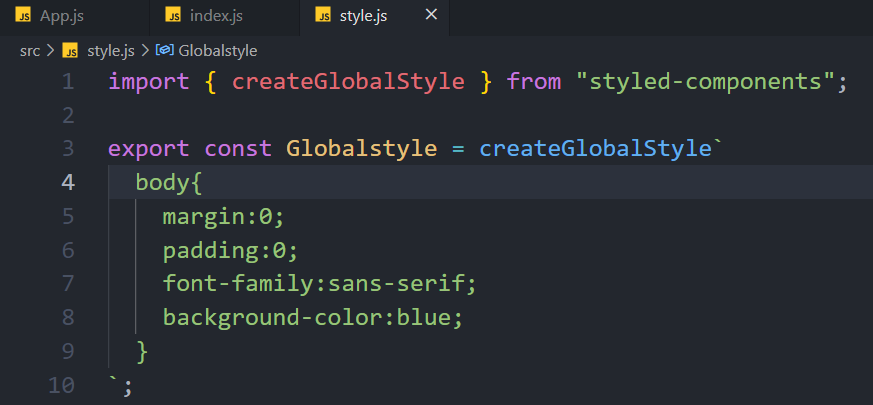 JS App.js JS index.js JS style.js ×
src > JS style.js > Globalstyle
1 import { createGlobalStyle } from "styled-components";
2
3 export const Globalstyle = createGlobalStyle`
4 body{
5 margin:0;
6 padding:0;
7 font-family:sans-serif;
8 background-color:blue;
9 }
10 `;